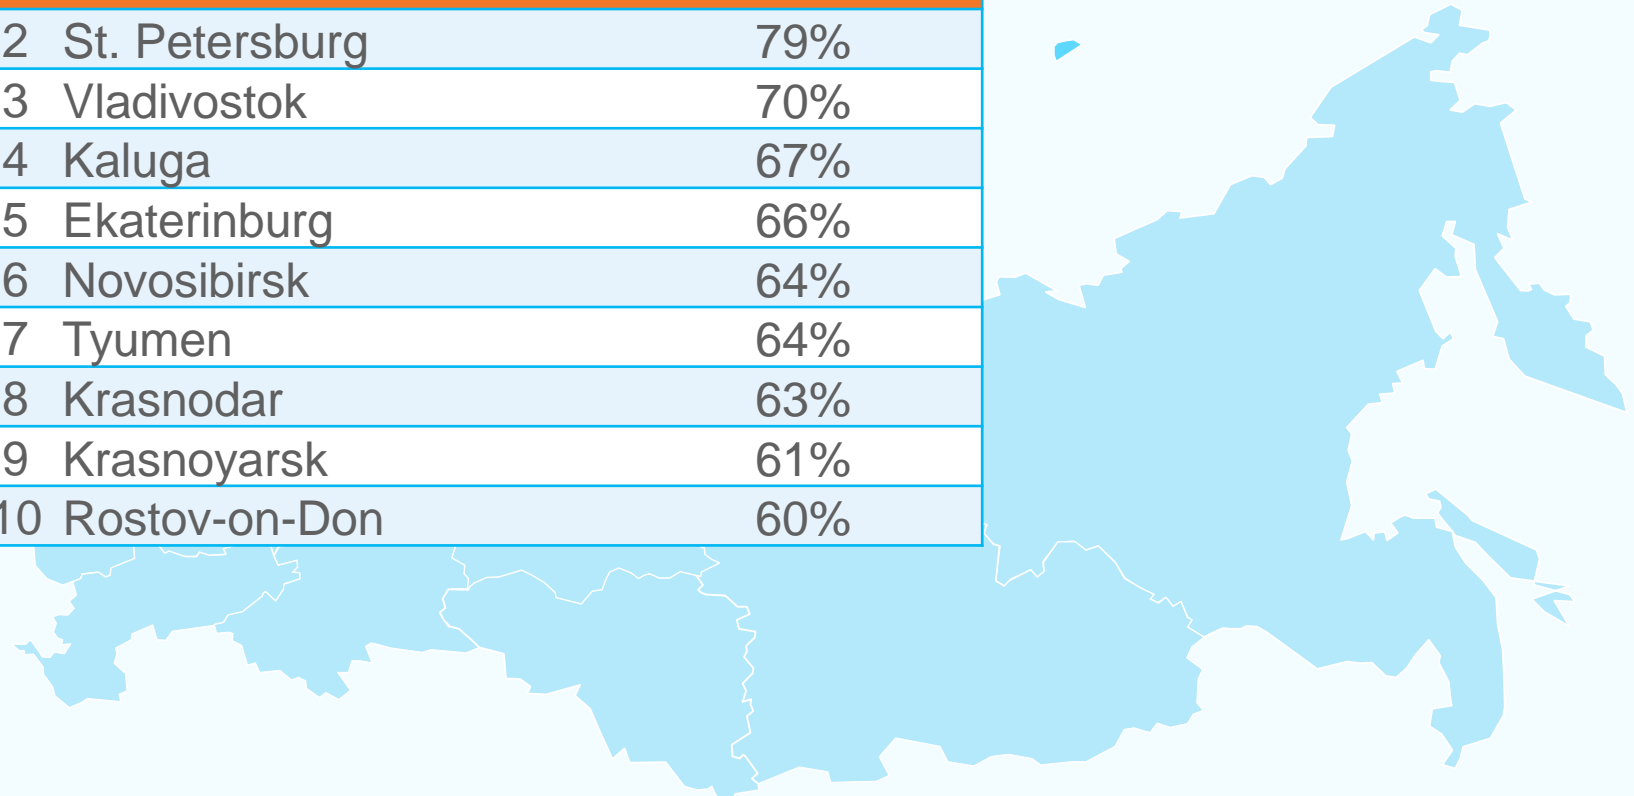 2 St. Petersburg 79%
3 Vladivostok 70%
4 Kaluga 67%
5 Ekaterinburg 66%
6 Novosibirsk 64%
7 Tyumen 64%
8 Krasnodar 63%
9 Krasnoyarsk 61%
10 Rostov-on-Don 60%